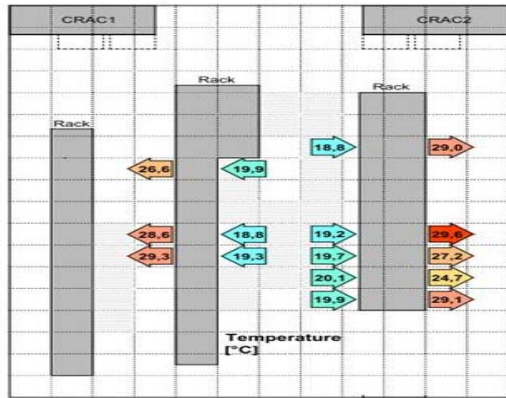 CRAC1
CRAC2
Rack
Rack
Rack
18,8
29,0
26,6
19,9
28,6
18,8
19,2
29,6
29,3
19,3
19,7
27,2
20,1
24,7
19,9
29,1
Temperature
[°C]